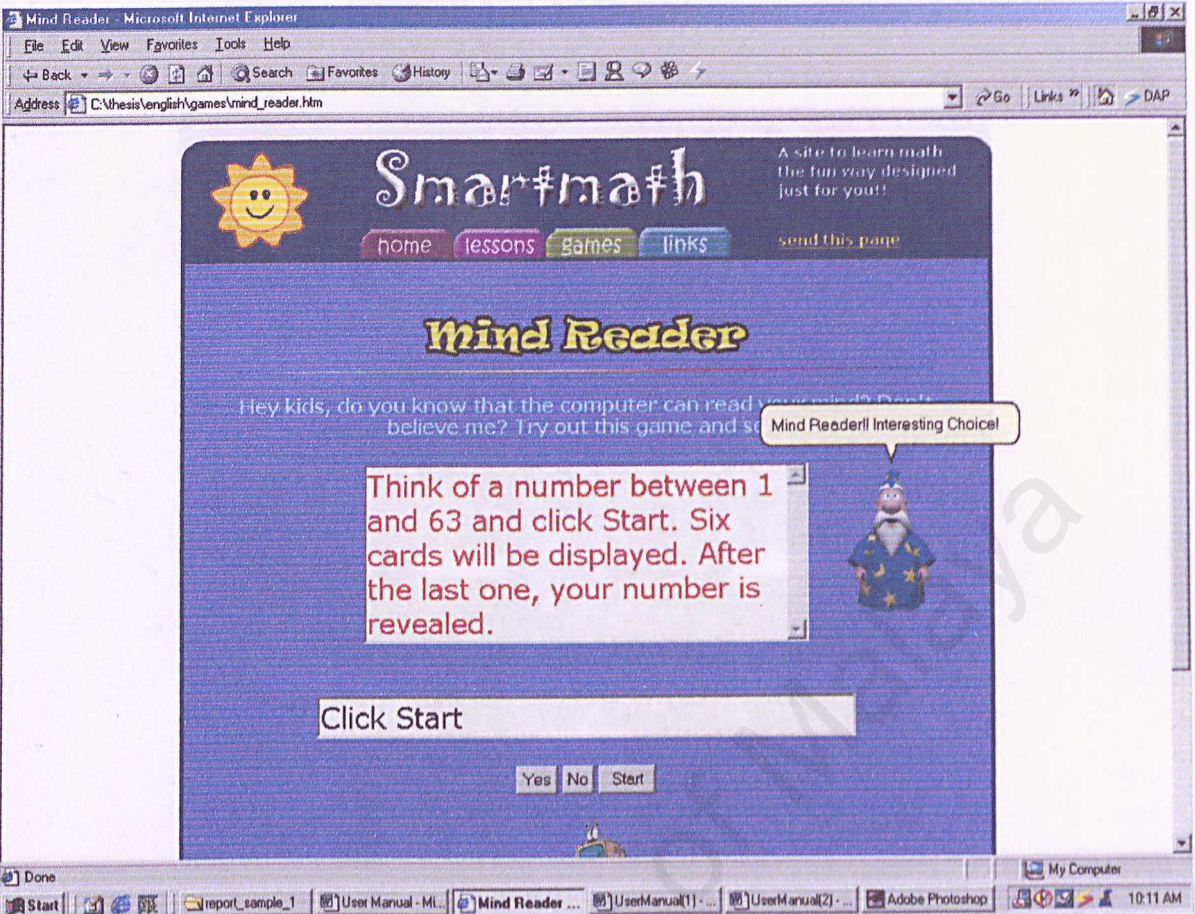 Mind Reader - Microsoft Internet Explorer
File Edit View Favorites Tools Help
Back Search Favorites History
Address C:\thesis\english\games\mind_reader.htm Go Links » DAP
Smartmath
A site to learn math
the fun way designed
just for you!!
home lessons games links
send this page
Mind Reader
Hey kids, do you know that the computer can read your mind? Don't
believe me? Try out this game and
Mind Reader!! Interesting Choice!
Think of a number between 1
and 63 and click Start. Six
cards will be displayed. After
the last one, your number is
revealed.
Click Start
Yes No Start
of Malaya
Done My Computer
Start report_sample_1 User Manual - Mi... Mind Reader ... UserManual(1) - ... UserManual(2) - ... Adobe Photoshop 10:11 AM